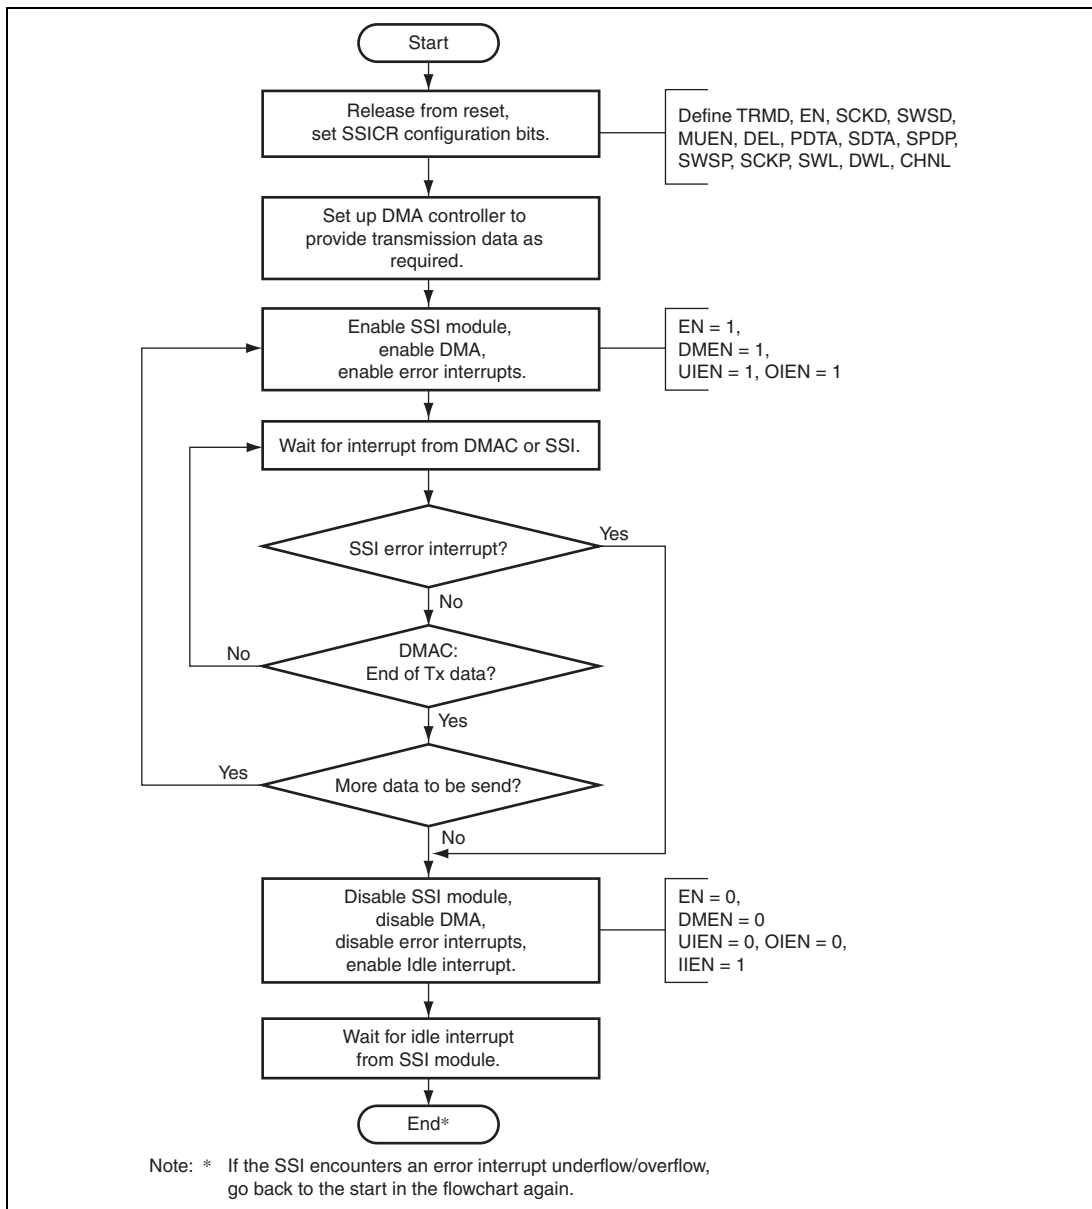 Start
Release from reset,
set SSICR configuration bits.
Define TRMD, EN, SCKD, SWSD,
MUEN, DEL, PDTA, SDTA, SPDP,
SWSP, SCKP, SWL, DWL, CHNL
Set up DMA controller to
provide transmission data as
required.
Enable SSI module,
enable DMA,
enable error interrupts.
EN = 1,
DMEN = 1,
UIEN = 1, OIEN = 1
Wait for interrupt from DMAC or SSI.
SSI error interrupt?
Yes
No
DMAC:
End of Tx data?
No
Yes
More data to be send?
Yes
No
Disable SSI module,
disable DMA,
disable error interrupts,
enable Idle interrupt.
EN = 0,
DMEN = 0
UIEN = 0, OIEN = 0,
IIEN = 1
Wait for idle interrupt
from SSI module.
End*
Note: * If the SSI encounters an error interrupt underflow/overflow,
go back to the start in the flowchart again.